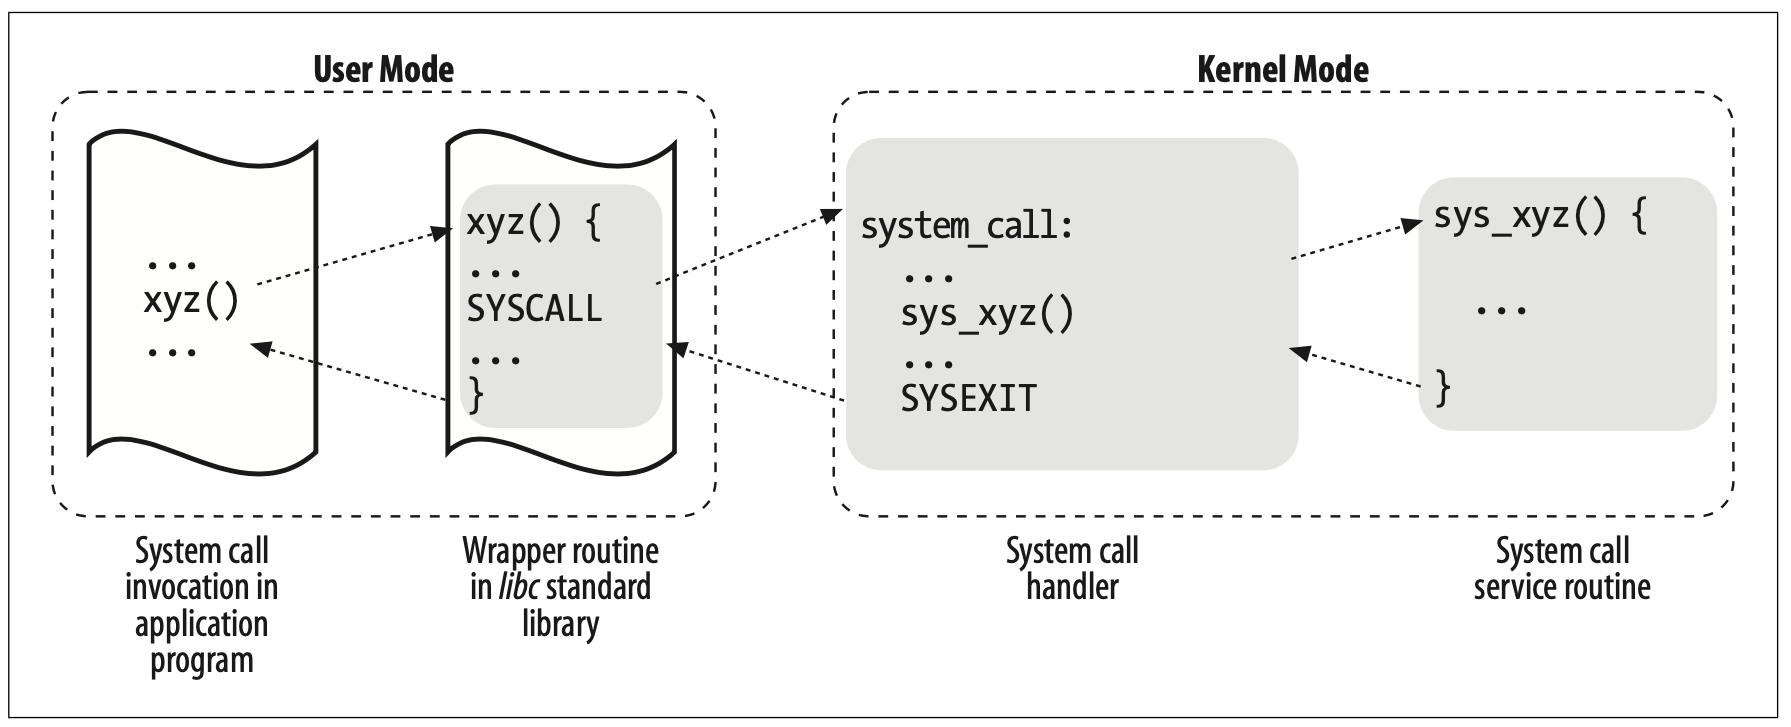 User Mode
Kernel Mode
...
xyz()
...
xyz() {
...
SYSCALL
...
}
system_call:
...
sys_xyz()
...
SYSEXIT
sys_xyz() {
...
}
System call
invocation in
application
program
Wrapper routine
in libc standard
library
System call
handler
System call
service routine